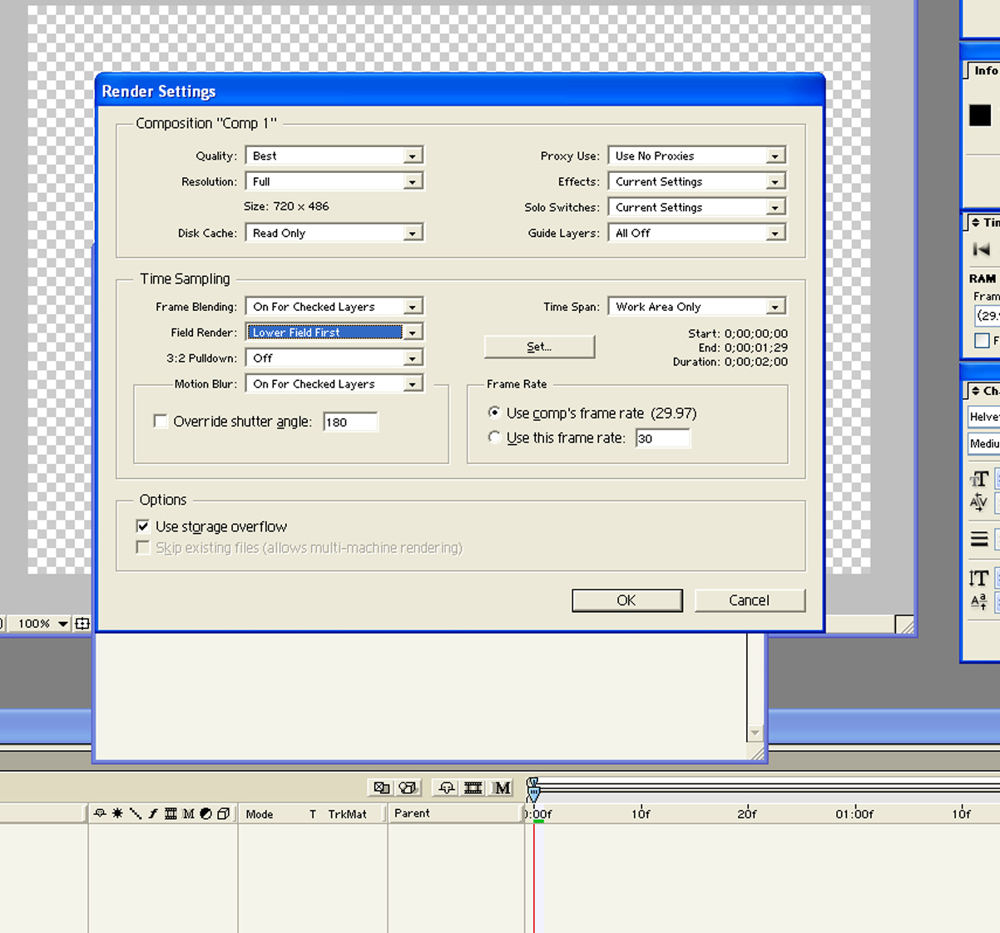 Render Settings
Composition "Comp 1"
Quality: Best
Proxy Use: Use No Proxies
Resolution: Full
Effects: Current Settings
Size: 720 x 486
Solo Switches: Current Settings
Disk Cache: Read Only
Guide Layers: All Off
Time Sampling
Frame Blending: On For Checked Layers
Time Span: Work Area Only
Field Render: Lower Field First
Set...
Start: 0;00;00;00
End: 0;00;01;29
Duration: 0;00;02;00
3:2 Pulldown: Off
Motion Blur: On For Checked Layers
Override shutter angle: 180
Frame Rate
Use comp's frame rate (29.97)
Use this frame rate: 30
Options
Use storage overflow
Skip existing files (allows multi-machine rendering)
OK
Cancel
Info
Tim
RAM
Fram
(29.9
F
Cha
Helve
Mediu
100%
M
M
Mode
T
TrkMat
Parent
0:00f
10f
20f
01:00f
10f